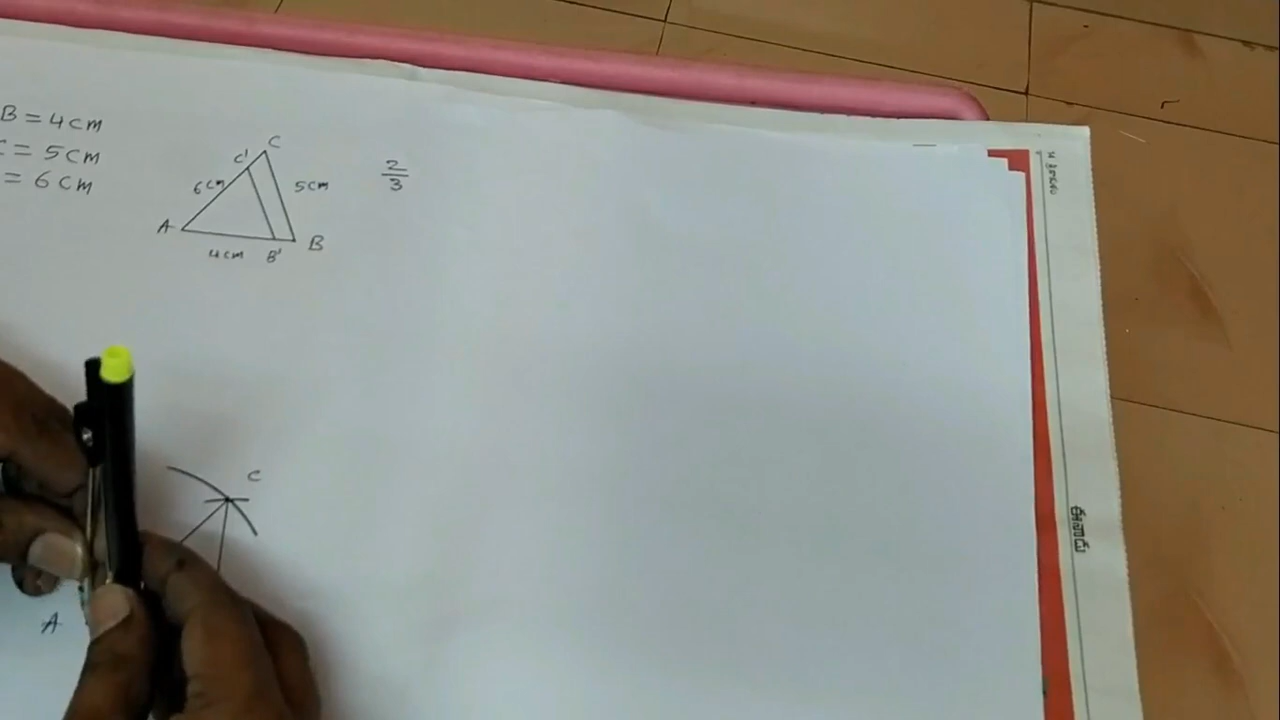 B = 4cm
C = 5cm
= 6cm
C
C'
6cm
5cm
A
B
4cm
B'
2/3
C
A